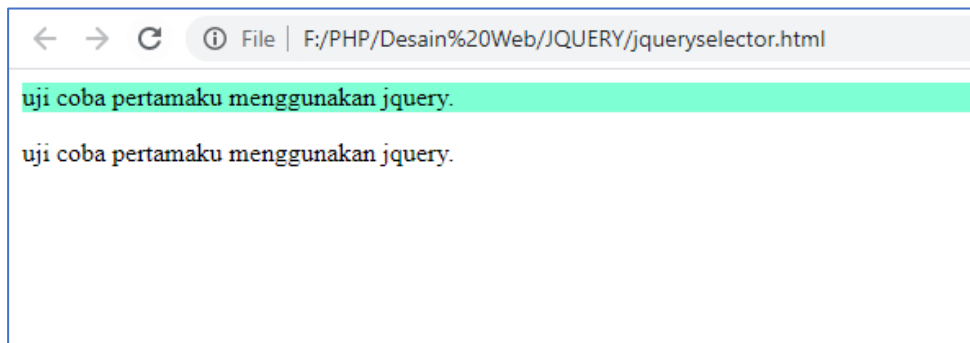 File F:/PHP/Desain%20Web/JQUERY/jqueryselector.html
uji coba pertamaku menggunakan jquery.
uji coba pertamaku menggunakan jquery.